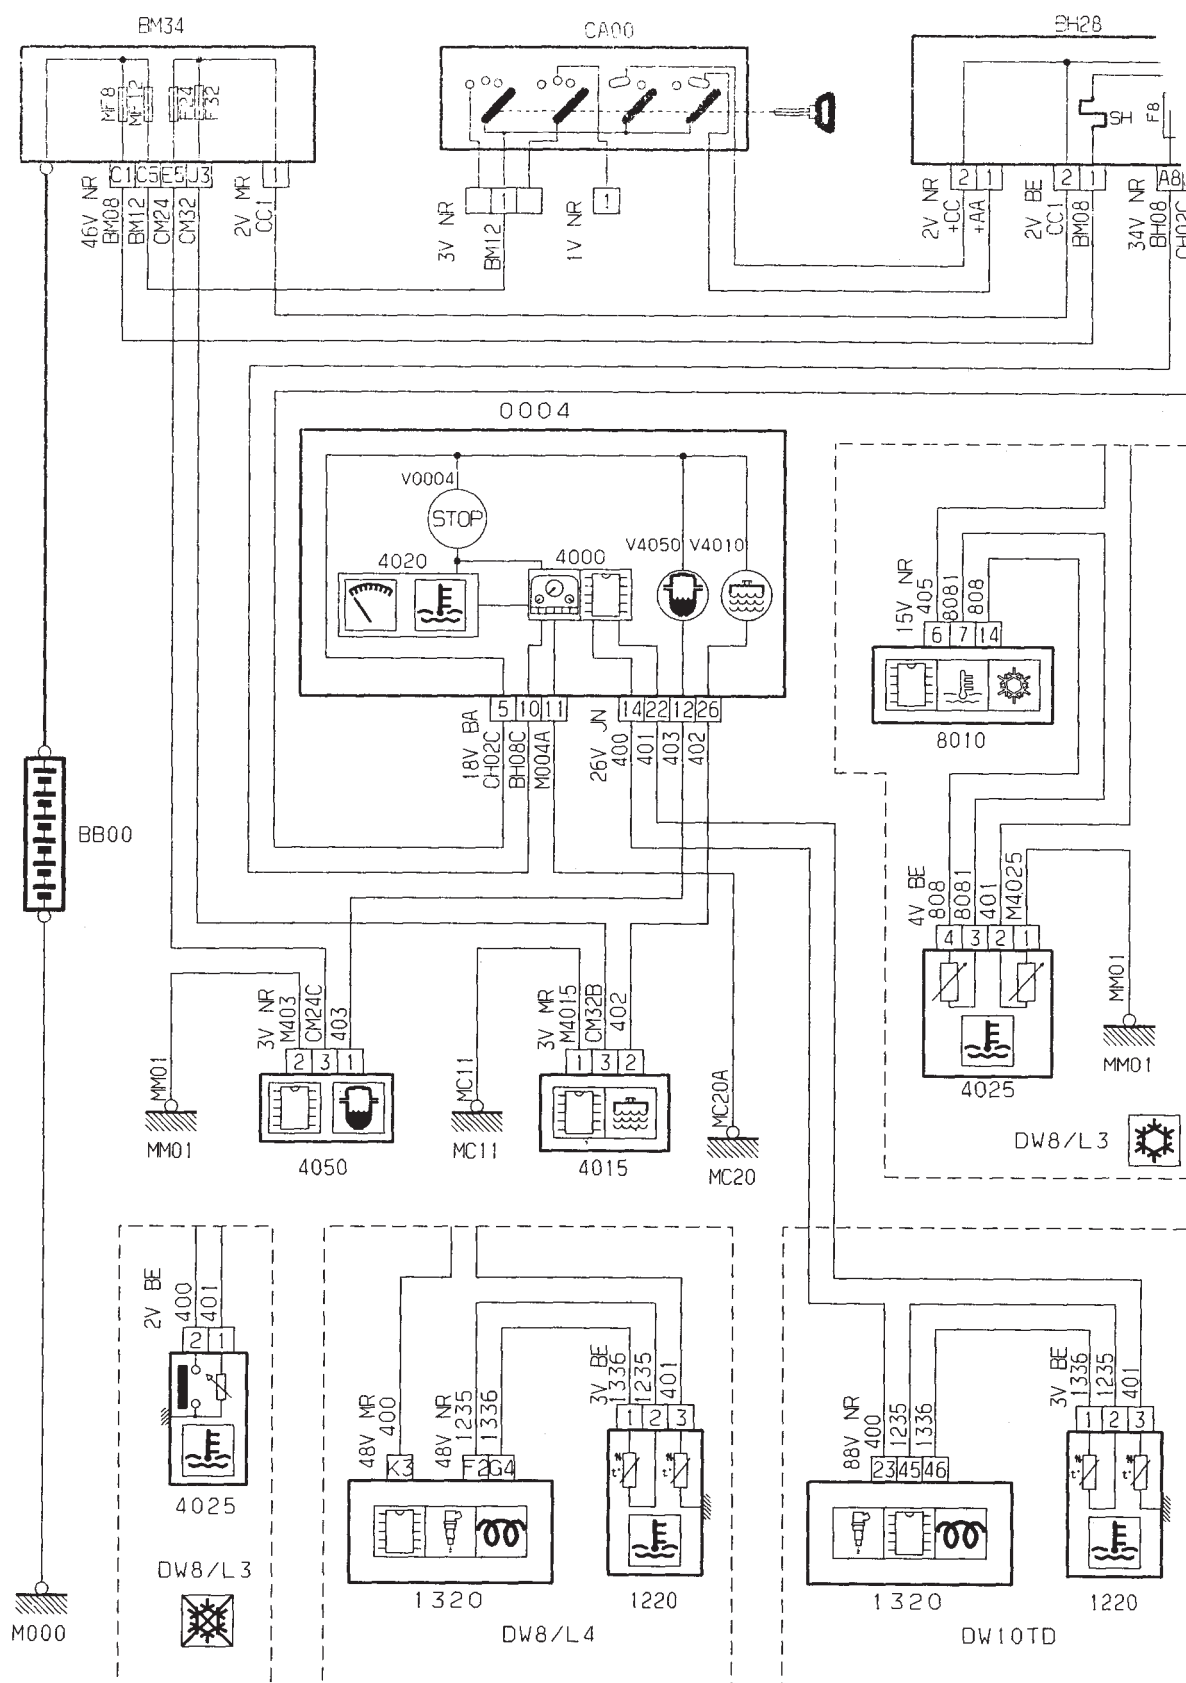 BM34
CA00
BH28
MF8
MF12
F24
F32
SH
F8
C1 C5 E5 J3
1
1
1
2 1
2 1
A8
46V NR
BM08
BM12
CM24
CM32
2V MR
CC1
3V NR
BM12
1V NR
2V NR
+CC
+AA
2V BE
CC1
BM08
34V NR
BH08
CH02C
0004
V0004
STOP
4020
4000
V4050 V4010
5 10 11
14 22 12 26
18V BA
CH02C
BH08C
M004A
26V JN
400
401
403
402
15V NR
405
8081
808
6 7 14
8010
BB00
4V BE
808
8081
401
M4025
4 3 2 1
4025
MM01
MM01
DW8/L3
3V NR
M403
CM24C
403
2 3 1
4050
MM01
MM01
3V MR
M4015
CM32B
402
1 3 2
4015
MC11
MC11
MC20A
MC20
2V BE
400
401
2 1
4025
DW8/L3
M000
48V MR
400
48V NR
1235
1336
K3
F2 G4
1320
3V BE
1336
1235
401
1 2 3
t°
t°
1220
DW8/L4
88V NR
400
1235
1336
23 45 46
1320
3V BE
1336
1235
401
1 2 3
t°
t°
1220
DW10TD